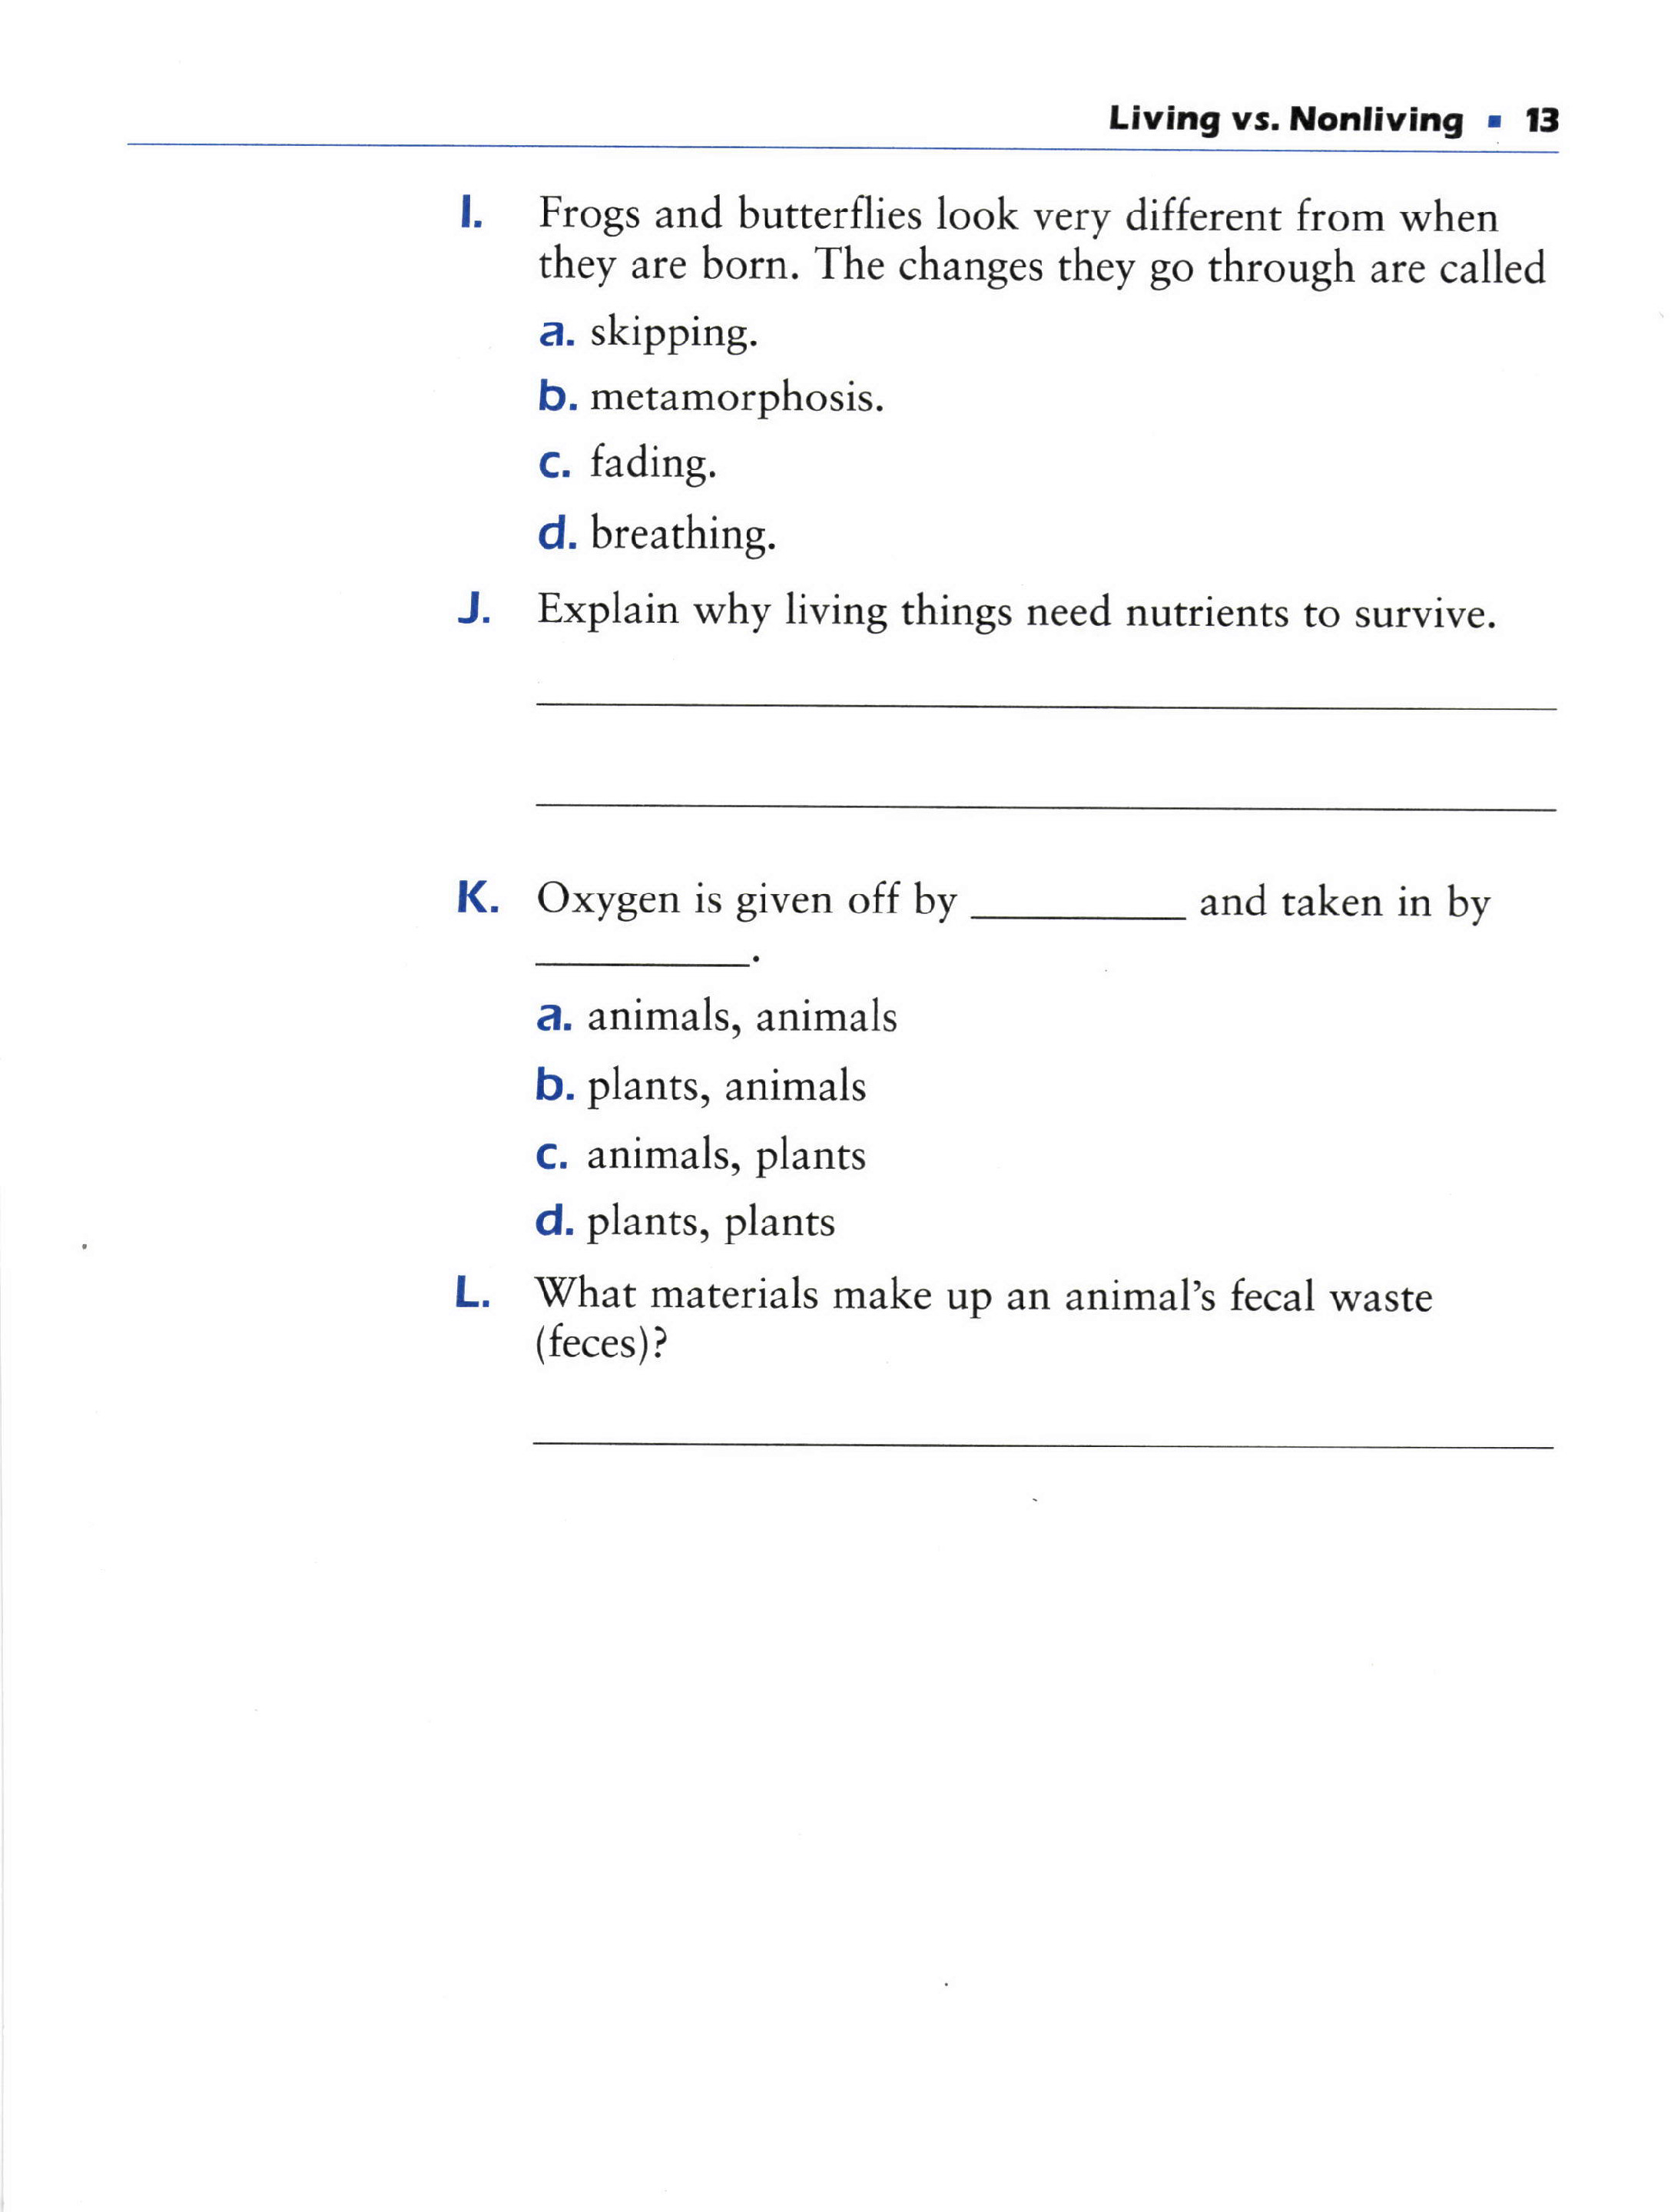 Living vs. Nonliving ▪ 13
I. Frogs and butterflies look very different from when
they are born. The changes they go through are called
a. skipping.
b. metamorphosis.
c. fading.
d. breathing.
J. Explain why living things need nutrients to survive.
K. Oxygen is given off by __________ and taken in by
__________.
a. animals, animals
b. plants, animals
c. animals, plants
d. plants, plants
L. What materials make up an animal’s fecal waste
(feces)?